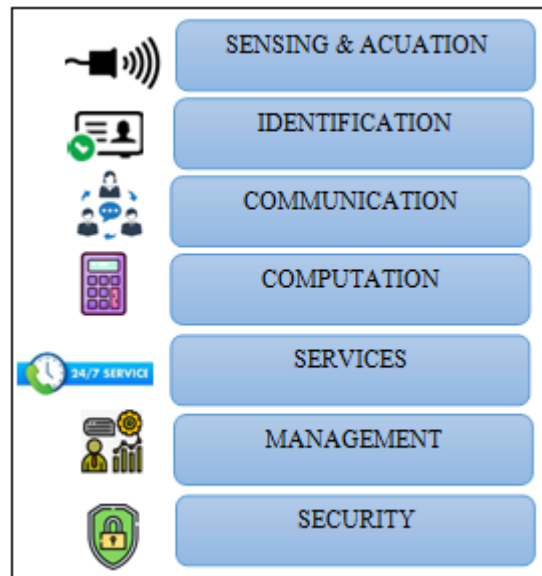 SENSING & ACUATION
IDENTIFICATION
COMMUNICATION
COMPUTATION
24/7 SERVICE
SERVICES
MANAGEMENT
SECURITY